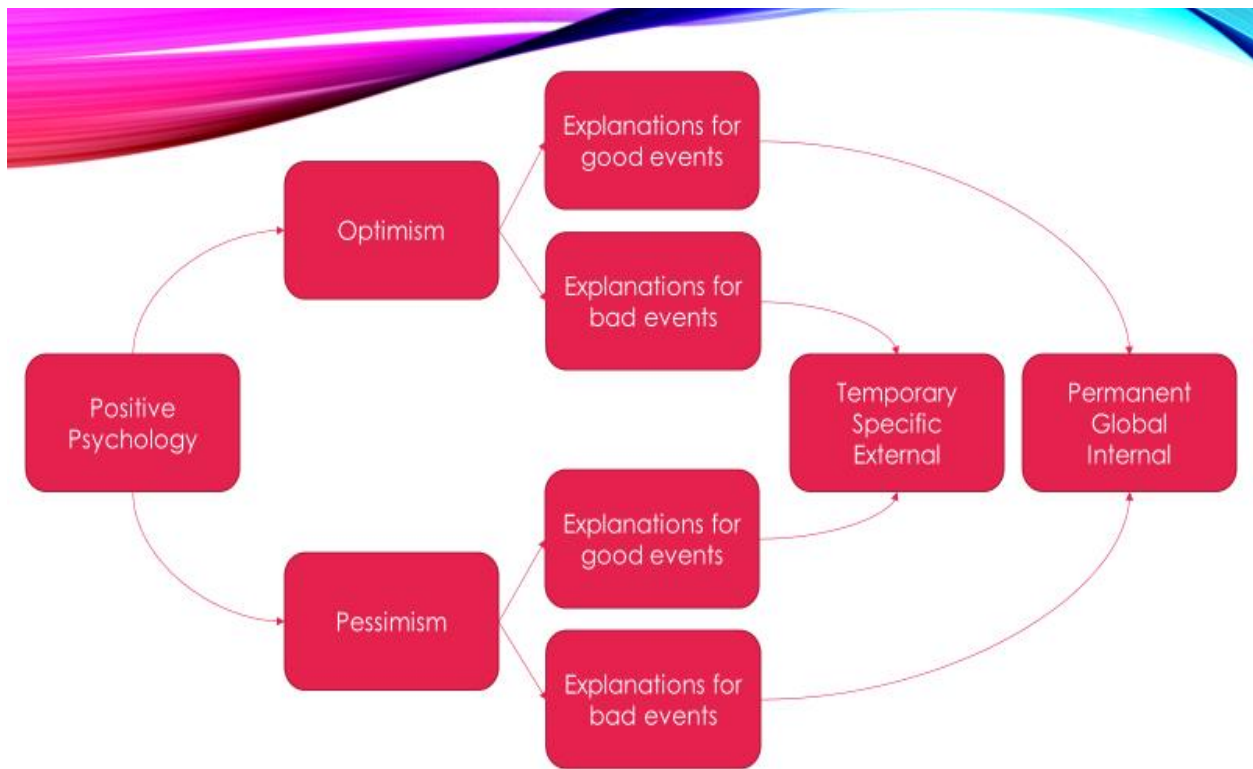 Positive
Psychology
Optimism
Explanations for
good events
Explanations for
bad events
Pessimism
Explanations for
good events
Explanations for
bad events
Temporary
Specific
External
Permanent
Global
Internal